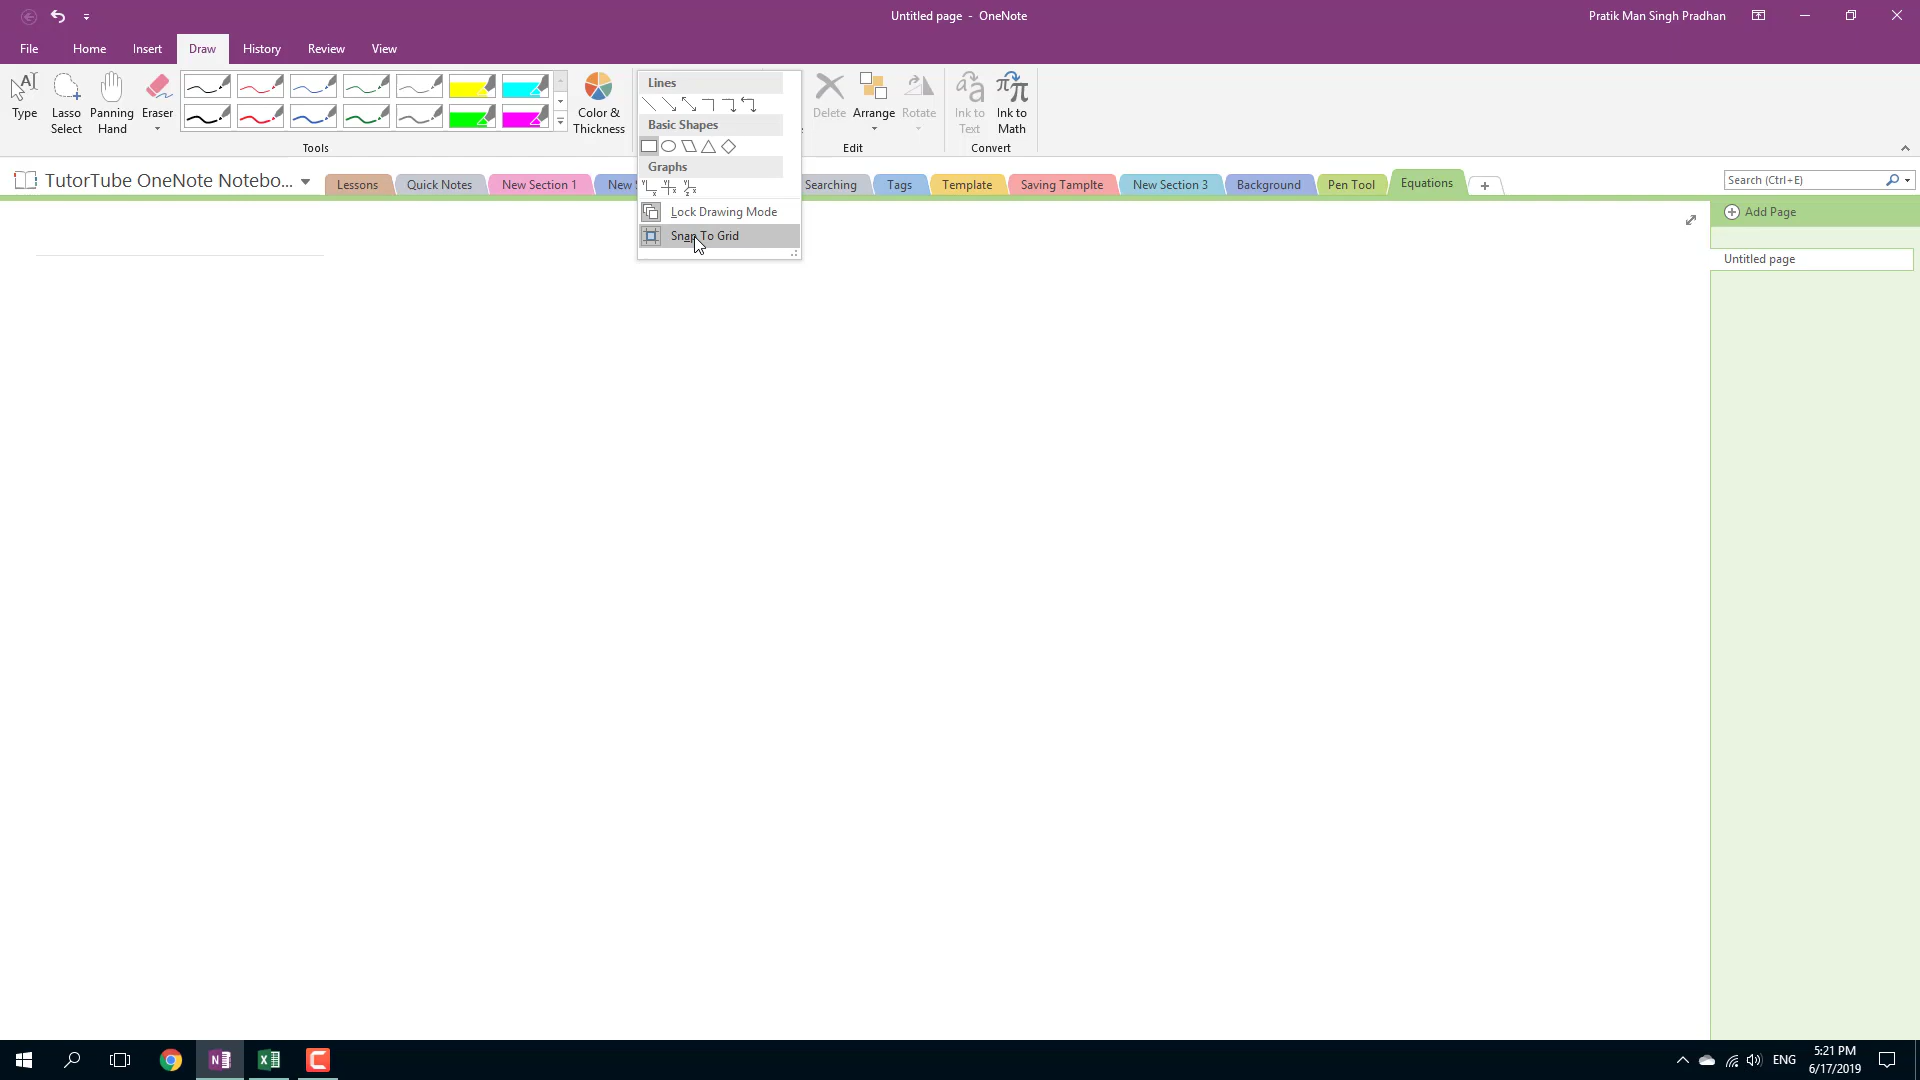 Untitled page - OneNote
Pratik Man Singh Pradhan
File Home Insert Draw History Review View
Type
Lasso Select
Panning Hand
Eraser
Color & Thickness
Tools
Lines
Basic Shapes
Graphs
Lock Drawing Mode
Snap To Grid
Delete
Arrange
Rotate
Edit
Ink to Text
Ink to Math
Convert
TutorTube OneNote Notebo...
Lessons
Quick Notes
New Section 1
New
Searching
Tags
Template
Saving Tamplte
New Section 3
Background
Pen Tool
Equations
Search (Ctrl+E)
Add Page
Untitled page
ENG
5:21 PM
6/17/2019